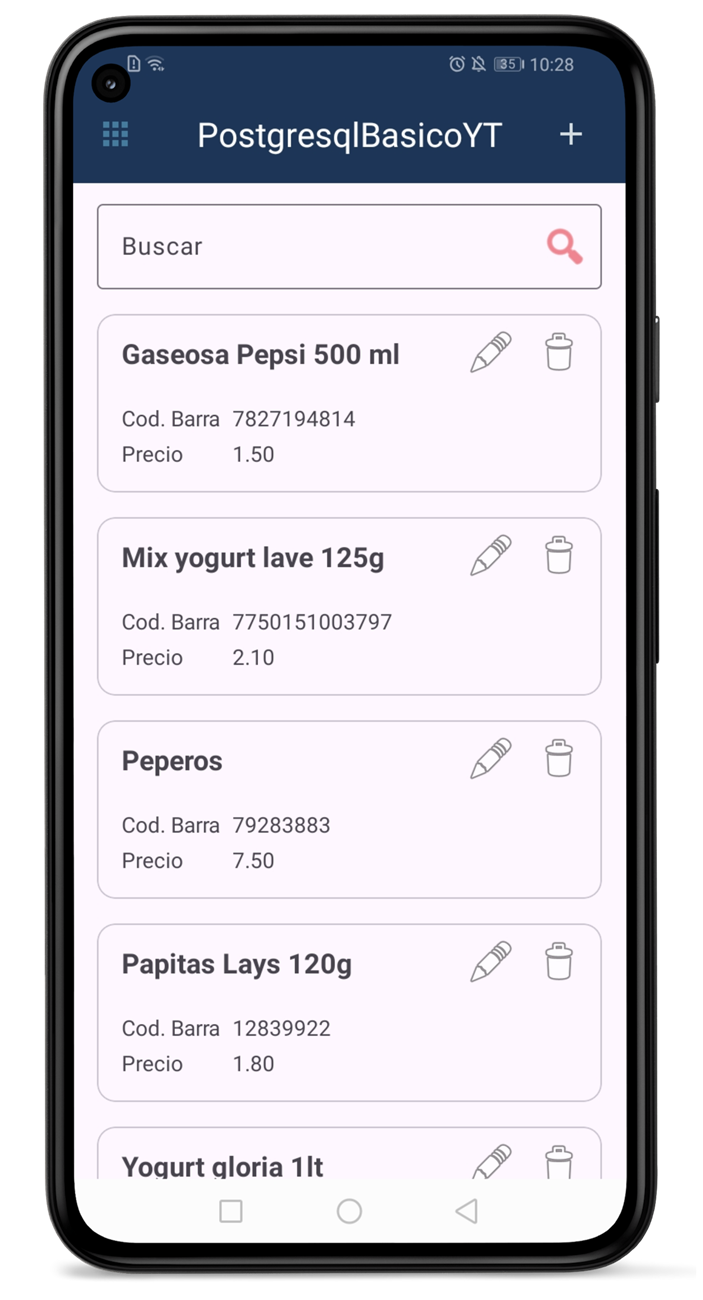 35 10:28
PostgresqlBasicoYT
Buscar
Gaseosa Pepsi 500 ml
Cod. Barra 7827194814
Precio 1.50
Mix yogurt lave 125g
Cod. Barra 7750151003797
Precio 2.10
Peperos
Cod. Barra 79283883
Precio 7.50
Papitas Lays 120g
Cod. Barra 12839922
Precio 1.80
Yogurt gloria 1lt